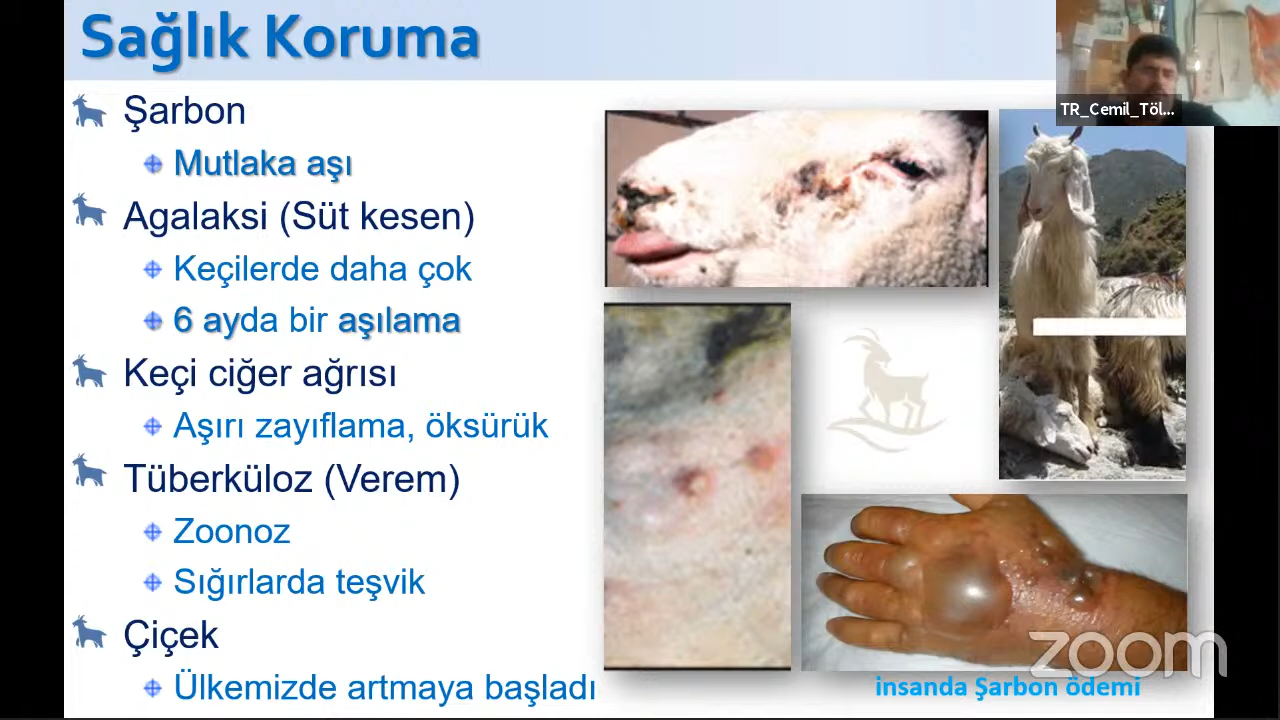 Sağlık Koruma
TR_Cemil_Töl...
Şarbon
Mutlaka aşı
Agalaksi (Süt kesen)
Keçilerde daha çok
6 ayda bir aşılama
Keçi ciğer ağrısı
Aşırı zayıflama, öksürük
Tüberküloz (Verem)
Zoonoz
Sığırlarda teşvik
Çiçek
Ülkemizde artmaya başladı
zoom
insanda Şarbon ödemi